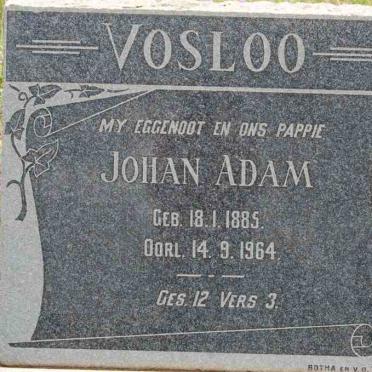 VOSLOO
MY EGGENOOT EN ONS PAPPIE
JOHAN ADAM
GEB. 18.1.1885.
OORL. 14.9.1964.
GES. 12 VERS 3.
BOTHA EN V.D.